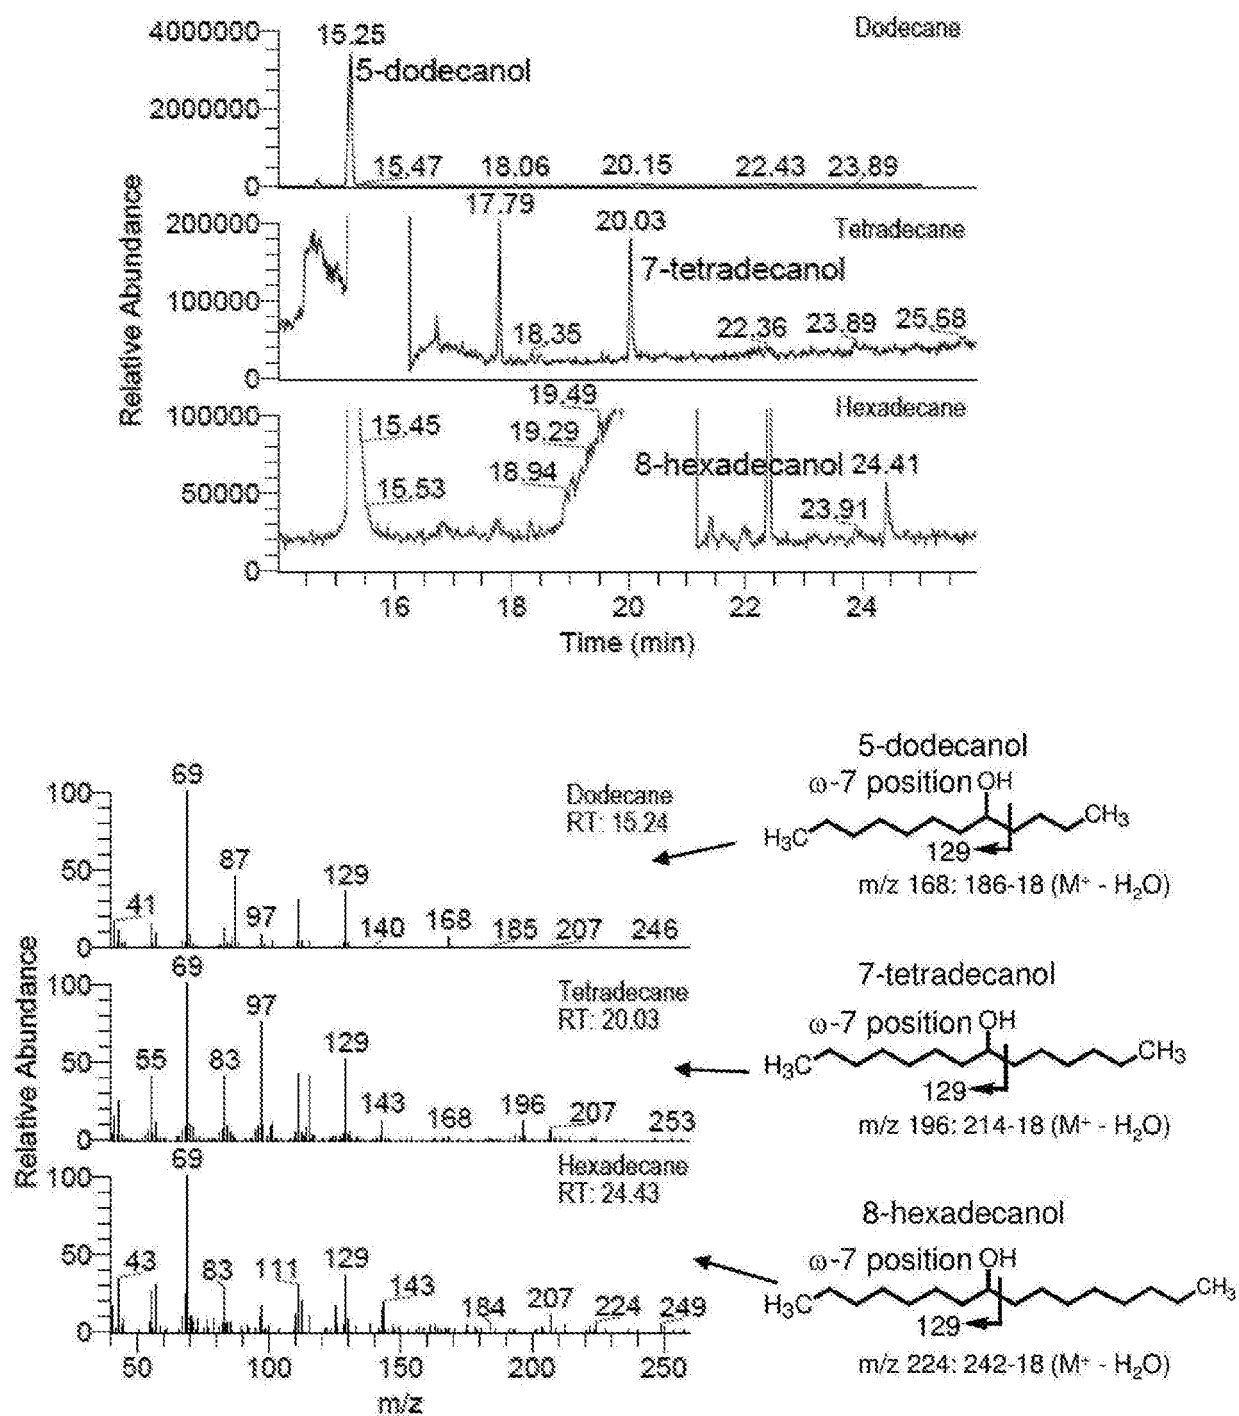 4000000
15.25
Dodecane
5-dodecanol
2000000
15.47
18.06
20.15
22.43
23.89
0
17.79
200000
20.03
Tetradecane
7-tetradecanol
100000
18.35
22.36
23.89
25.68
0
19.49
100000
Hexadecane
15.45
19.29
18.94
8-hexadecanol 24.41
50000
15.53
23.91
0
16
18
20
22
24
Time (min)
Relative Abundance
69
100
Dodecane
RT: 15.24
87
129
50
41
97
140
168
185
207
246
0
69
100
97
Tetradecane
RT: 20.03
129
50
55
83
143
168
196
207
253
0
69
100
Hexadecane
RT: 24.43
50
43
83
111
129
143
184
207
224
249
0
50
100
150
200
250
m/z
Relative Abundance
5-dodecanol
ω-7 position OH
H₃C
CH₃
129
m/z 168: 186-18 (M⁺ - H₂O)
7-tetradecanol
ω-7 position OH
H₃C
CH₃
129
m/z 196: 214-18 (M⁺ - H₂O)
8-hexadecanol
ω-7 position OH
H₃C
CH₃
129
m/z 224: 242-18 (M⁺ - H₂O)